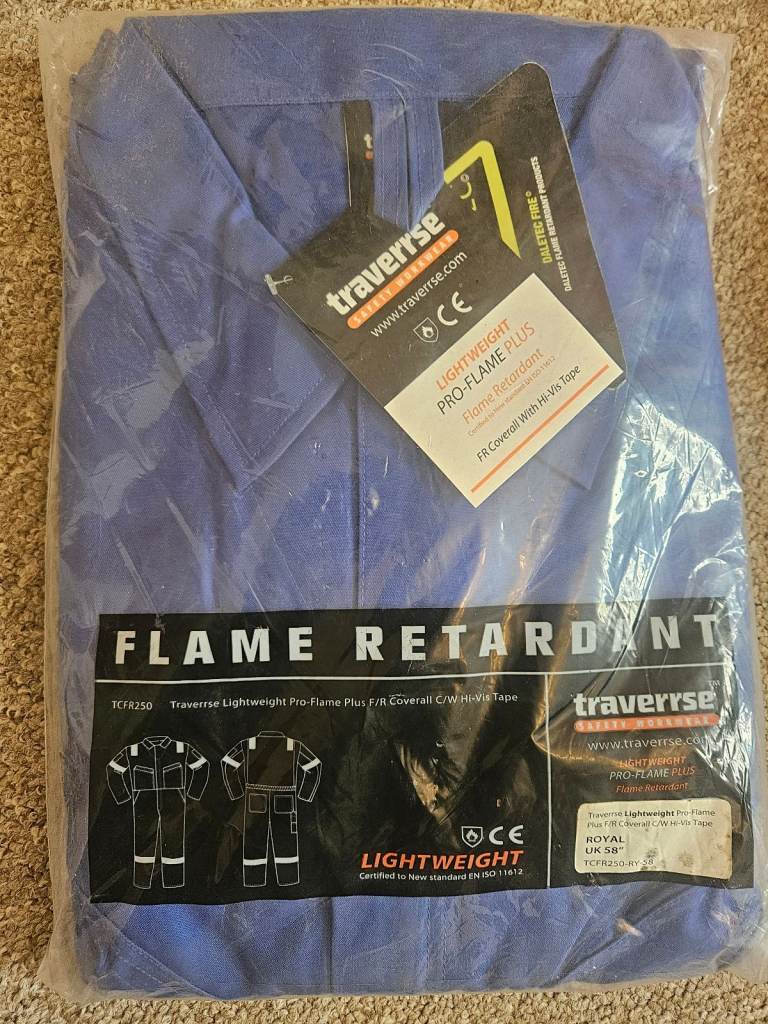 traverrse
SAFETY WORKWEAR
www.traverrse.com
CE
LIGHTWEIGHT
PRO-FLAME PLUS
Flame Retardant
Certified to New Standard EN ISO 11612
FR Coverall With Hi-Vis Tape
DALETEC FIRE®
DALETEC FLAME RETARDANT PRODUCTS
FLAME RETARDANT
TCFR250 Traverrse Lightweight Pro-Flame Plus F/R Coverall C/W Hi-Vis Tape
CE
LIGHTWEIGHT
Certified to New standard EN ISO 11612
traverrse™
SAFETY WORKWEAR
www.traverrse.com
LIGHTWEIGHT
PRO-FLAME PLUS
Flame Retardant
Traverrse Lightweight Pro-Flame
Plus F/R Coverall C/W Hi-Vis Tape
ROYAL
UK 58"
TCFR250-RY-58